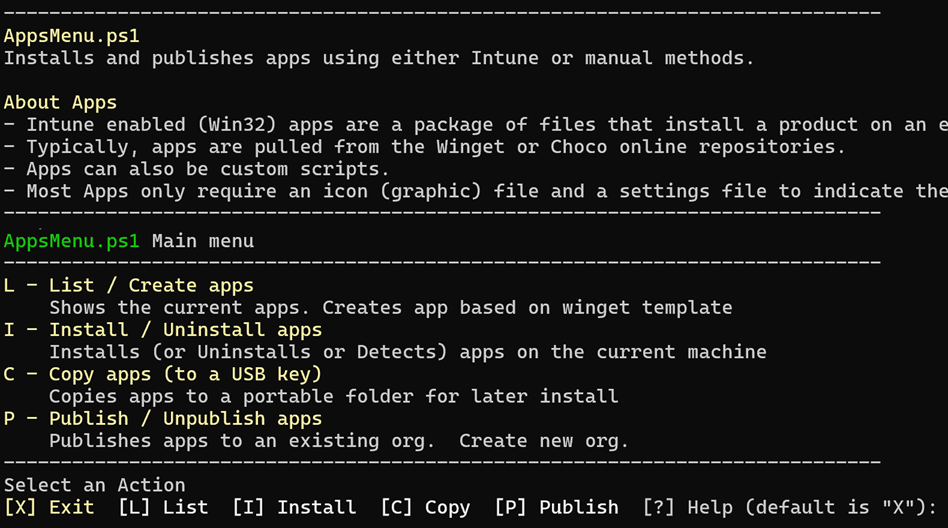 -----------------------------------------------------------------------------
AppsMenu.ps1
Installs and publishes apps using either Intune or manual methods.
About Apps
- Intune enabled (Win32) apps are a package of files that install a product on an e
- Typically, apps are pulled from the Winget or Choco online repositories.
- Apps can also be custom scripts.
- Most Apps only require an icon (graphic) file and a settings file to indicate the
-----------------------------------------------------------------------------
AppsMenu.ps1 Main menu
-----------------------------------------------------------------------------
L - List / Create apps
    Shows the current apps. Creates app based on winget template
I - Install / Uninstall apps
    Installs (or Uninstalls or Detects) apps on the current machine
C - Copy apps (to a USB key)
    Copies apps to a portable folder for later install
P - Publish / Unpublish apps
    Publishes apps to an existing org.  Create new org.
-----------------------------------------------------------------------------
Select an Action
[X] Exit  [L] List  [I] Install  [C] Copy  [P] Publish  [?] Help (default is "X"):